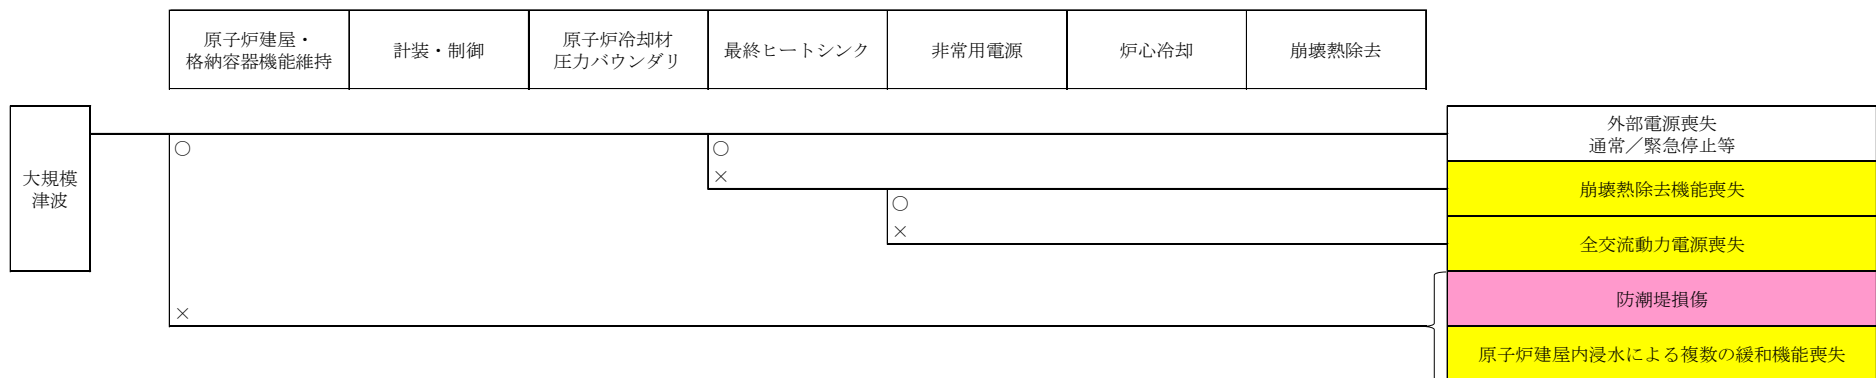 原子炉建屋・
格納容器機能維持
計装・制御
原子炉冷却材
圧力バウンダリ
最終ヒートシンク
非常用電源
炉心冷却
崩壊熱除去
大規模
津波
外部電源喪失
通常／緊急停止等
○
○
×
崩壊熱除去機能喪失
○
×
全交流動力電源喪失
×
防潮堤損傷
原子炉建屋内浸水による複数の緩和機能喪失